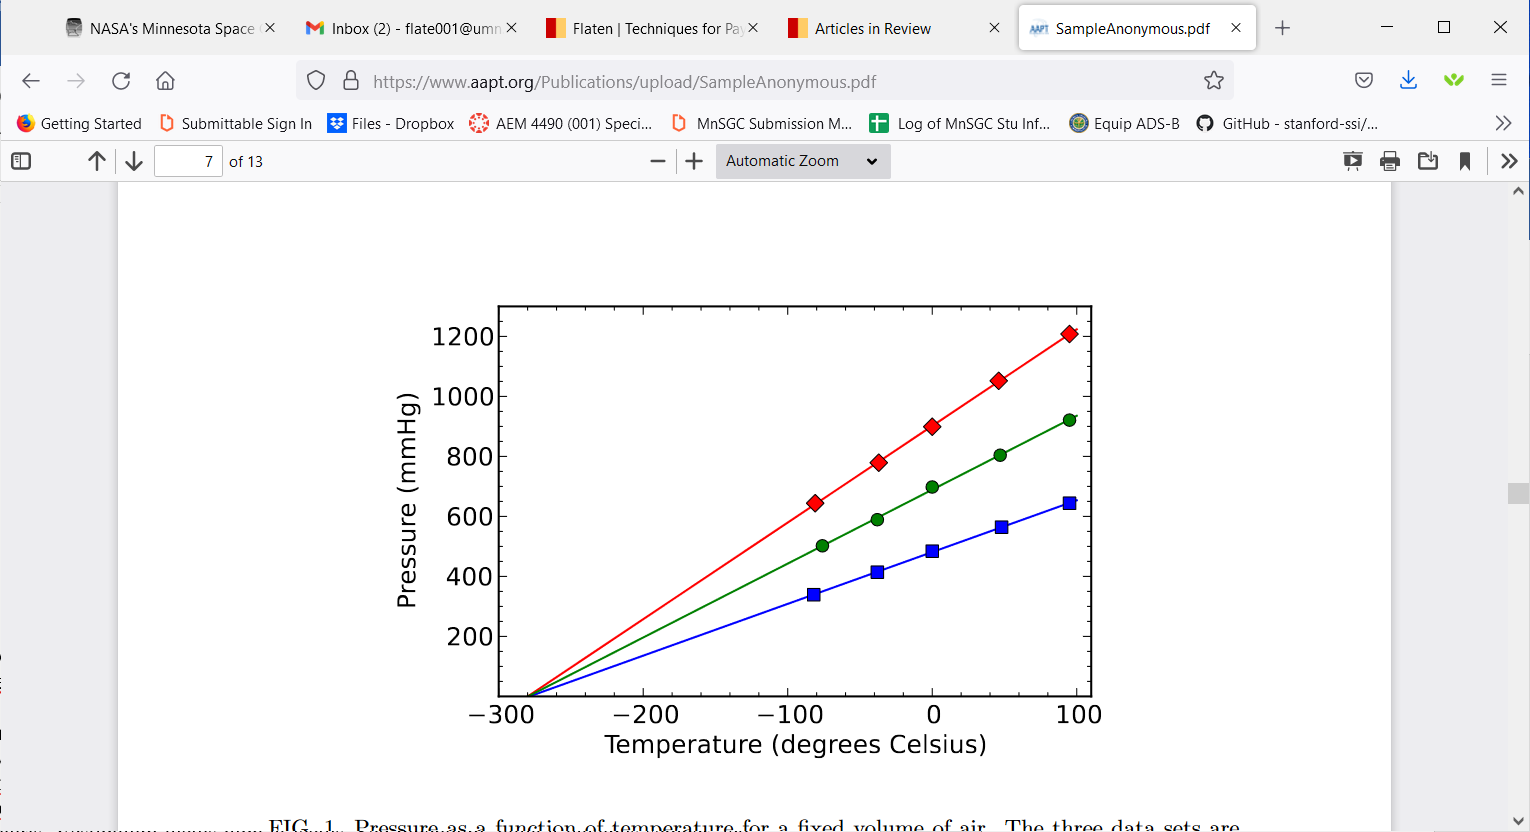 NASA's Minnesota Space
Inbox (2) - flate001@umn
Flaten | Techniques for Pay
Articles in Review
AAPT
SampleAnonymous.pdf
https://www.aapt.org/Publications/upload/SampleAnonymous.pdf
Getting Started
Submittable Sign In
Files - Dropbox
AEM 4490 (001) Speci...
MnSGC Submission M...
Log of MnSGC Stu Inf...
Equip ADS-B
GitHub - stanford-ssi/...
7 of 13
Automatic Zoom
1200
1000
800
600
400
200
Pressure (mmHg)
−300 −200 −100 0 100
Temperature (degrees Celsius)
FIG. 1. Pressure as a function of temperature for a fixed volume of air. The three data sets are